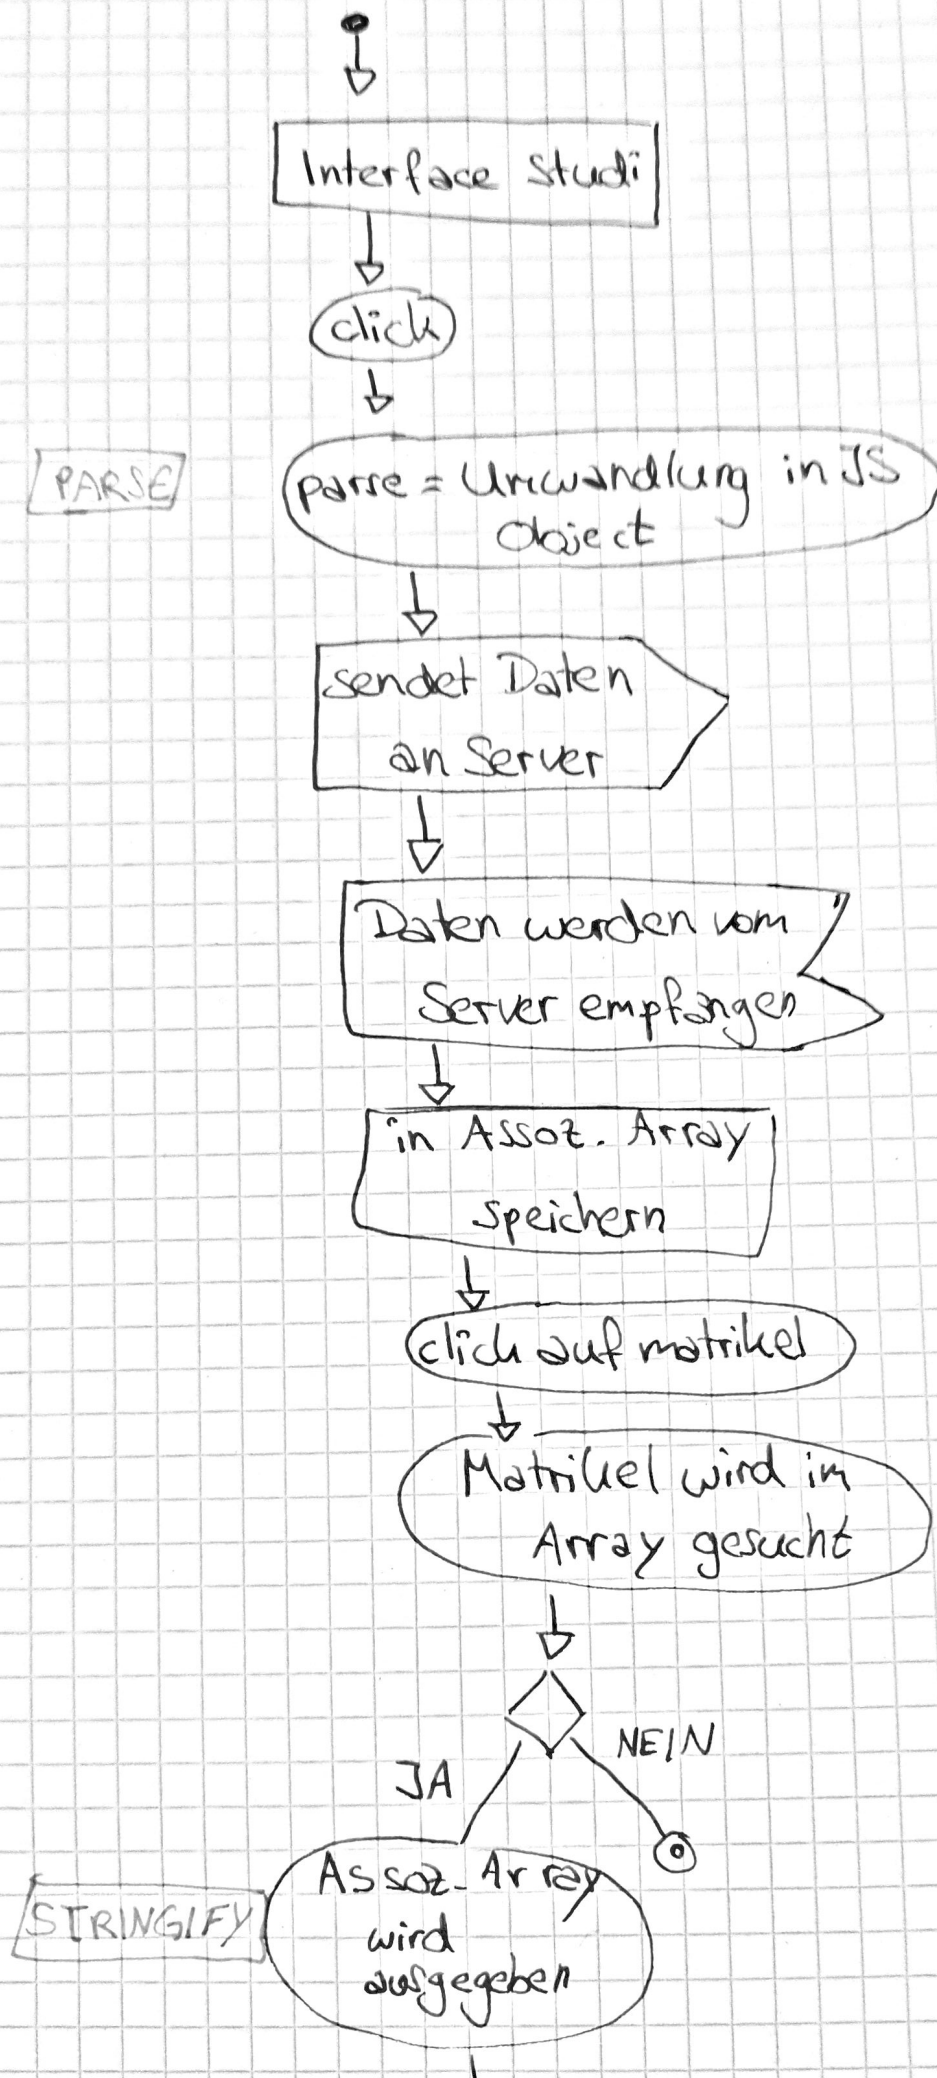 Interface Studi
click
PARSE
parse = Umwandlung in JS
Object
sendet Daten
an Server
Daten werden vom
Server empfangen
in Assoz. Array
speichern
click auf matrikel
Matrikel wird im
Array gesucht
NEIN
JA
Assoz. Array
STRINGIFY
wird
ausgegeben